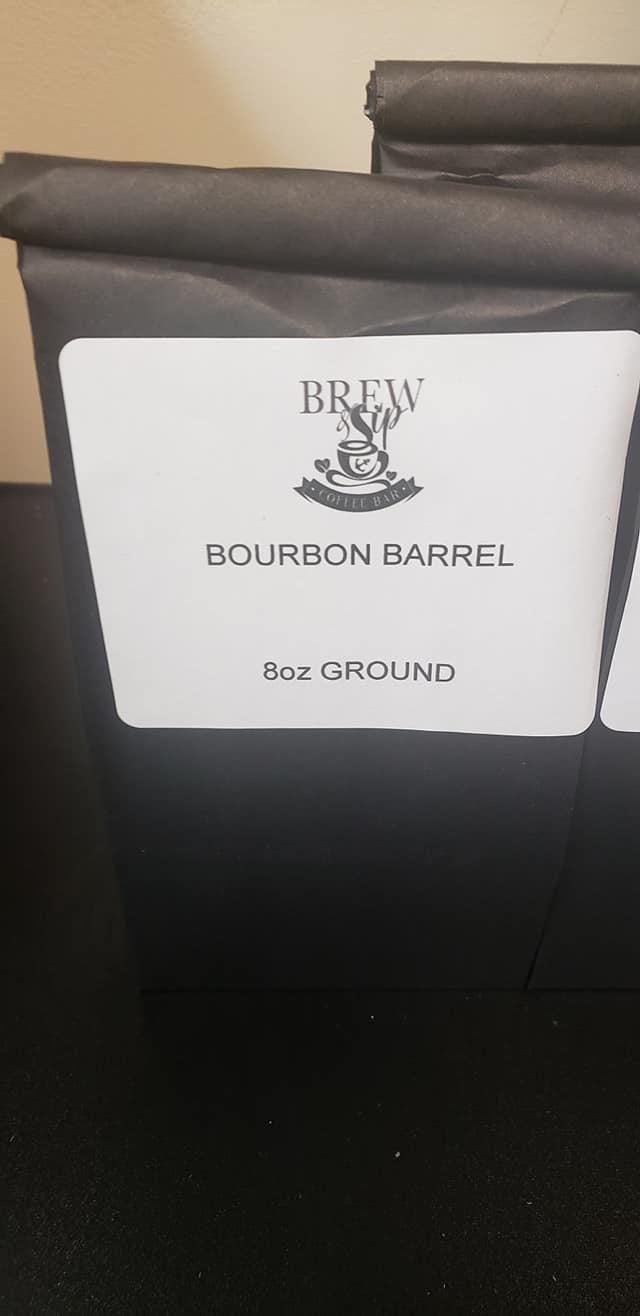 BREW
& Sip
COFFEE BAR
BOURBON BARREL
8oz GROUND